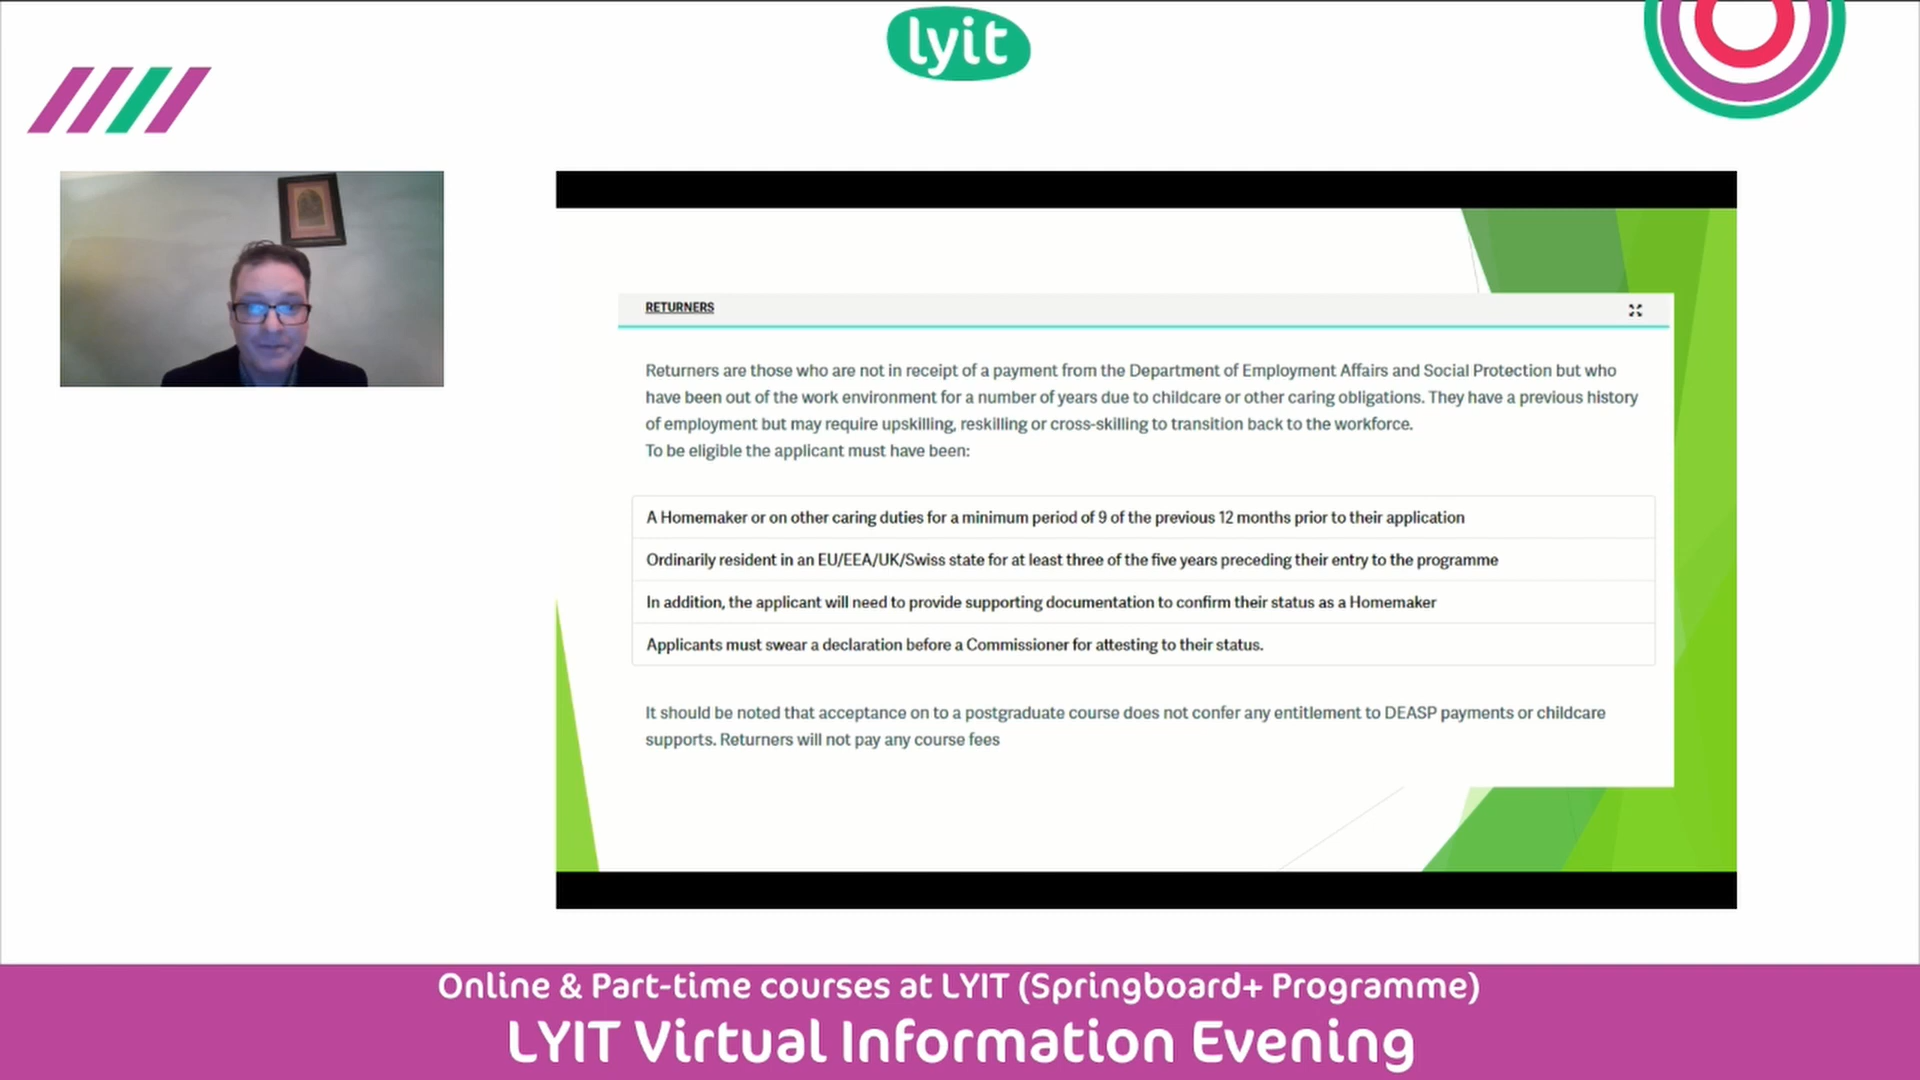 lyit
RETURNERS
Returners are those who are not in receipt of a payment from the Department of Employment Affairs and Social Protection but who
have been out of the work environment for a number of years due to childcare or other caring obligations. They have a previous history
of employment but may require upskilling, reskilling or cross-skilling to transition back to the workforce.
To be eligible the applicant must have been:
A Homemaker or on other caring duties for a minimum period of 9 of the previous 12 months prior to their application
Ordinarily resident in an EU/EEA/UK/Swiss state for at least three of the five years preceding their entry to the programme
In addition, the applicant will need to provide supporting documentation to confirm their status as a Homemaker
Applicants must swear a declaration before a Commissioner for attesting to their status.
It should be noted that acceptance on to a postgraduate course does not confer any entitlement to DEASP payments or childcare
supports. Returners will not pay any course fees
Online & Part-time courses at LYIT (Springboard+ Programme)
LYIT Virtual Information Evening